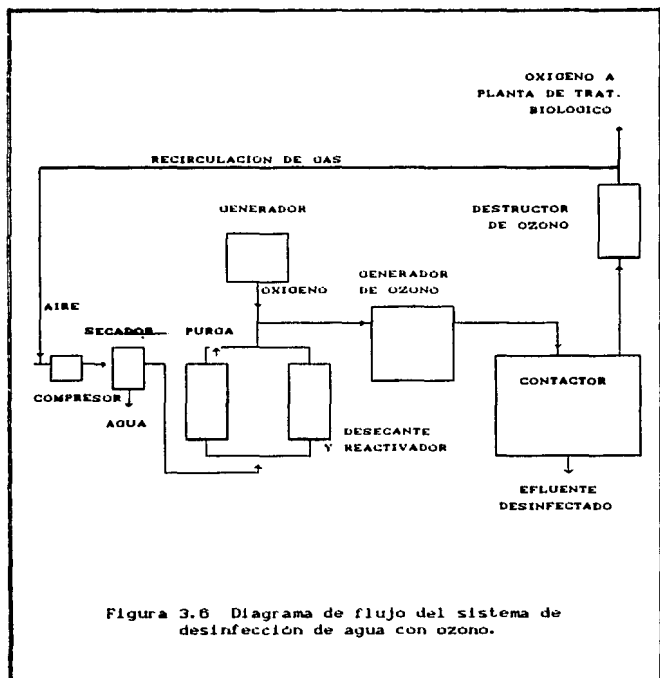 OXIGENO A
PLANTA DE TRAT.
BIOLOGICO
RECIRCULACION DE GAS
GENERADOR
DESTRUCTOR
DE OZONO
OXIGENO
GENERADOR
DE OZONO
AIRE
SECADOR
PURGA
CONTACTOR
COMPRESOR
AGUA
DESECANTE
Y REACTIVADOR
EFLUENTE
DESINFECTADO
Figura 3.6 Diagrama de flujo del sistema de
desinfección de agua con ozono.